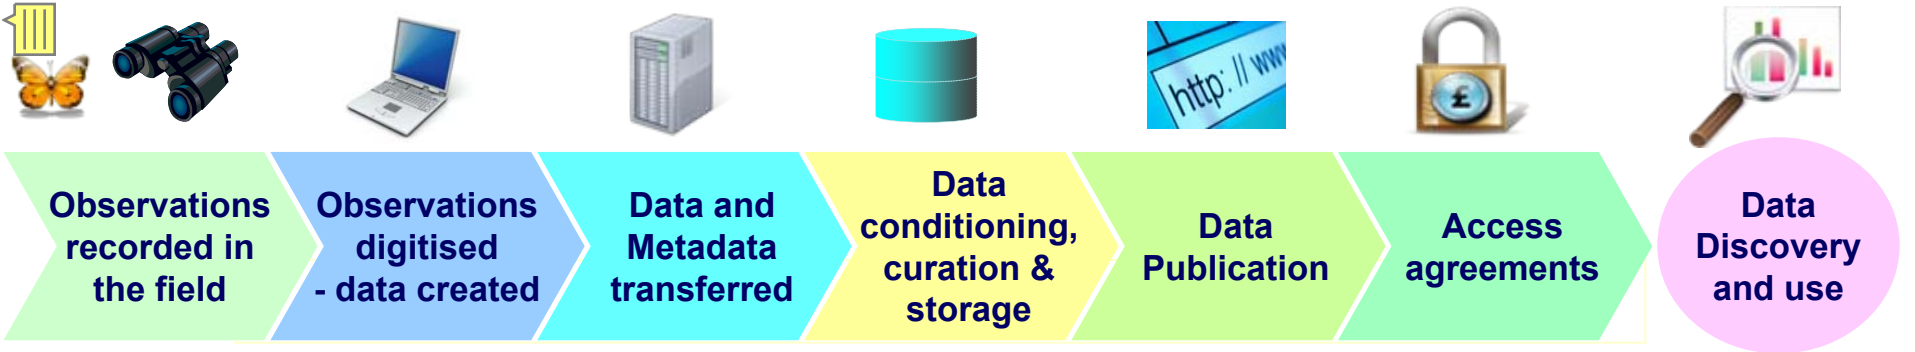 http: // www
£
Observations
recorded in
the field
Observations
digitised
- data created
Data and
Metadata
transferred
Data
conditioning,
curation &
storage
Data
Publication
Access
agreements
Data
Discovery
and use